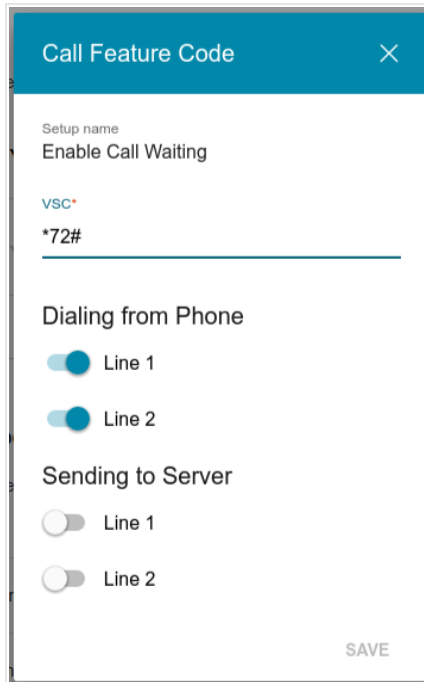 Call Feature Code
Setup name
Enable Call Waiting
VSC*
*72#
Dialing from Phone
Line 1
Line 2
Sending to Server
Line 1
Line 2
SAVE